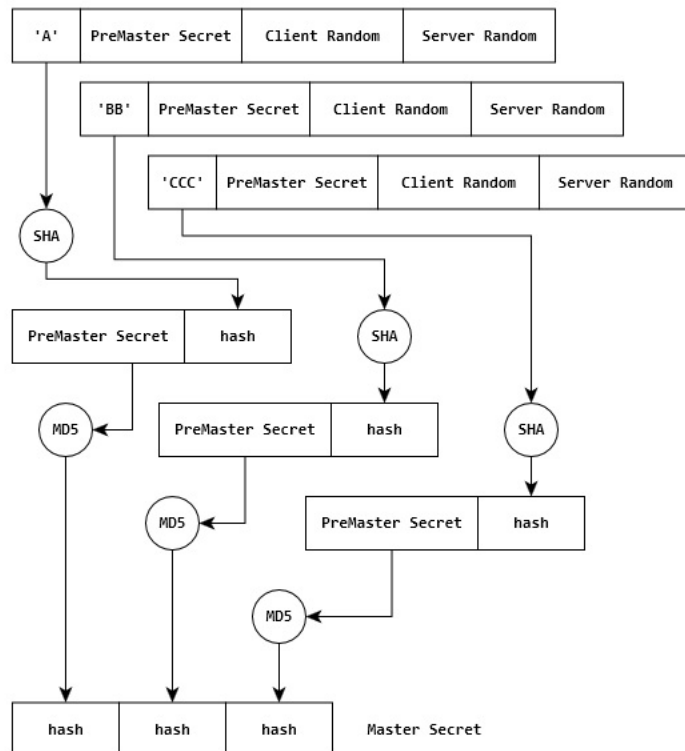 'A' PreMaster Secret Client Random Server Random
'BB' PreMaster Secret Client Random Server Random
'CCC' PreMaster Secret Client Random Server Random
SHA
PreMaster Secret hash
SHA
MD5
PreMaster Secret hash
SHA
MD5
PreMaster Secret hash
MD5
hash hash hash Master Secret